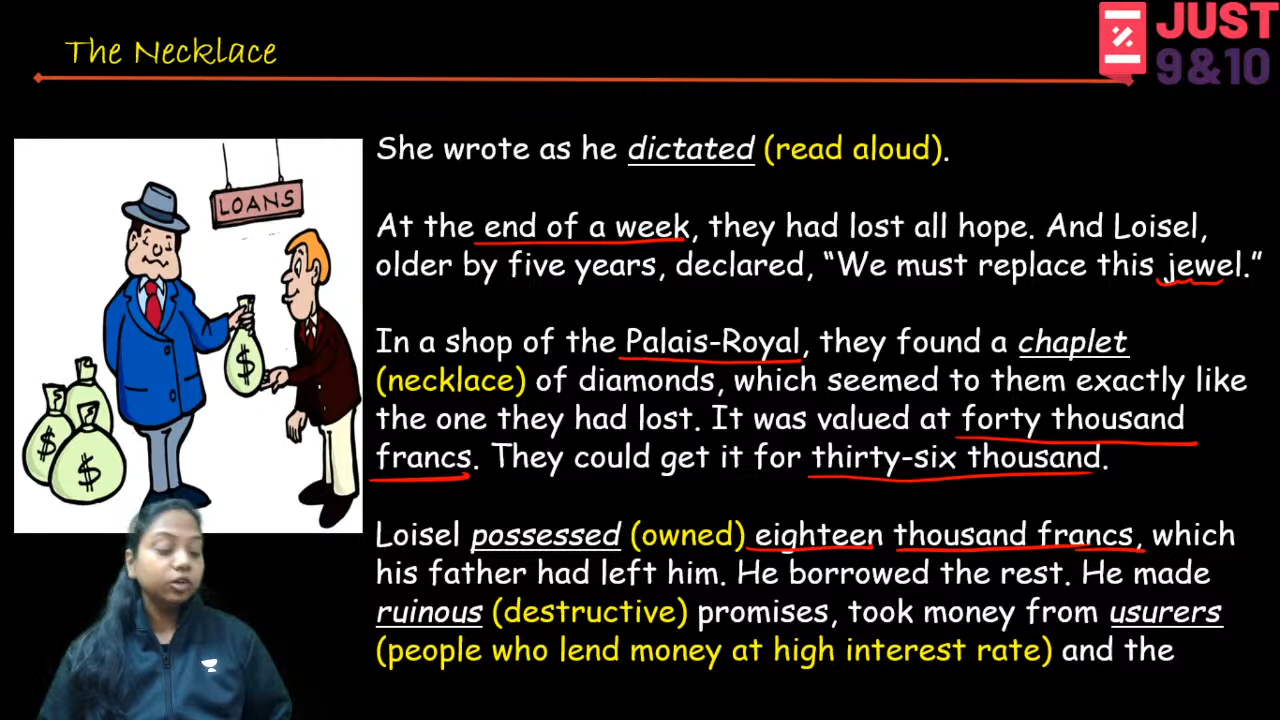 The Necklace
JUST
9&10
LOANS
$
$
$
She wrote as he dictated (read aloud).
At the end of a week, they had lost all hope. And Loisel,
older by five years, declared, “We must replace this jewel.”
In a shop of the Palais-Royal, they found a chaplet
(necklace) of diamonds, which seemed to them exactly like
the one they had lost. It was valued at forty thousand
francs. They could get it for thirty-six thousand.
Loisel possessed (owned) eighteen thousand francs, which
his father had left him. He borrowed the rest. He made
ruinous (destructive) promises, took money from usurers
(people who lend money at high interest rate) and the